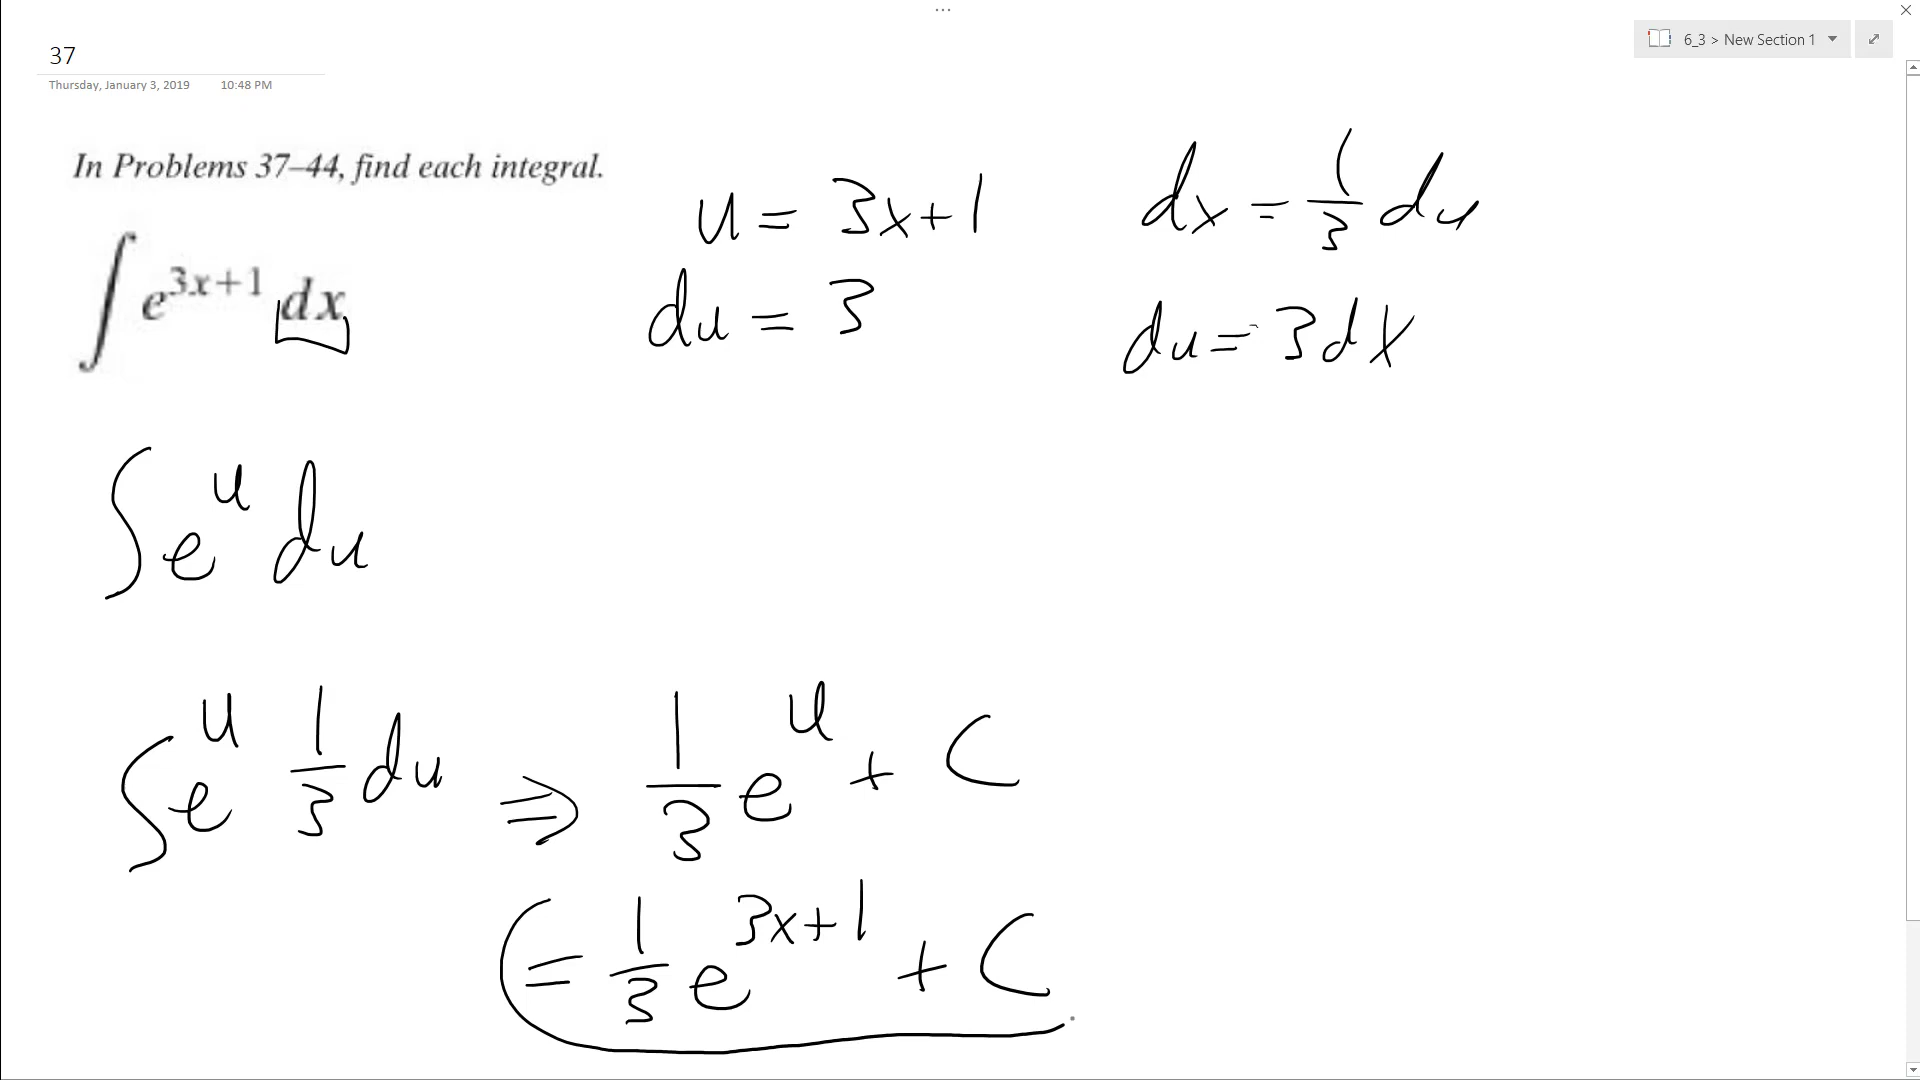 6_3 > New Section 1
37
Thursday, January 3, 2019 10:48 PM
In Problems 37–44, find each integral.
∫ e^{3x+1} dx
u = 3x+1
du = 3
dx = 1/3 du
du = 3dx
∫ e^u du
∫ e^u 1/3 du ⇒ 1/3 e^u + C
= 1/3 e^{3x+1} + C